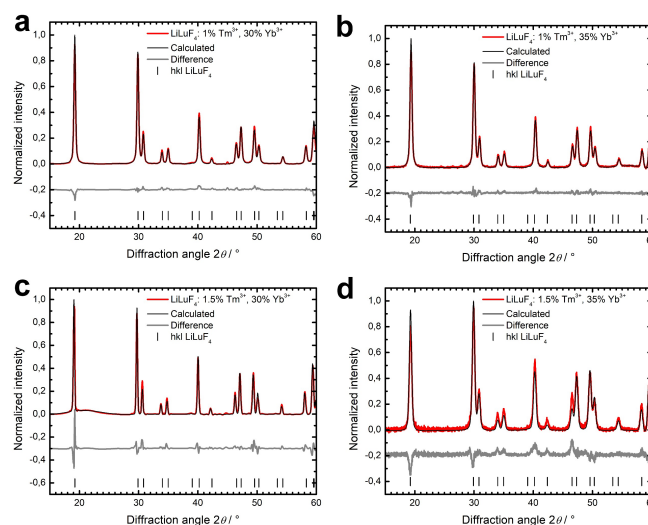 a
LiLuF4: 1% Tm3+, 30% Yb3+
Calculated
Difference
hkl LiLuF4
Normalized intensity
1,0
0,8
0,6
0,4
0,2
0,0
-0,2
-0,4
20 30 40 50 60
Diffraction angle 2θ / °
b
LiLuF4: 1% Tm3+, 35% Yb3+
Calculated
Difference
hkl LiLuF4
Normalized intensity
1,0
0,8
0,6
0,4
0,2
0,0
-0,2
-0,4
20 30 40 50 60
Diffraction angle 2θ / °
c
LiLuF4: 1.5% Tm3+, 30% Yb3+
Calculated
Difference
hkl LiLuF4
Normalized intensity
1,0
0,8
0,6
0,4
0,2
0,0
-0,2
-0,4
-0,6
20 30 40 50 60
Diffraction angle 2θ / °
d
LiLuF4: 1.5% Tm3+, 35% Yb3+
Calculated
Difference
hkl LiLuF4
Normalized intensity
1,0
0,8
0,6
0,4
0,2
0,0
-0,2
-0,4
20 30 40 50 60
Diffraction angle 2θ / °